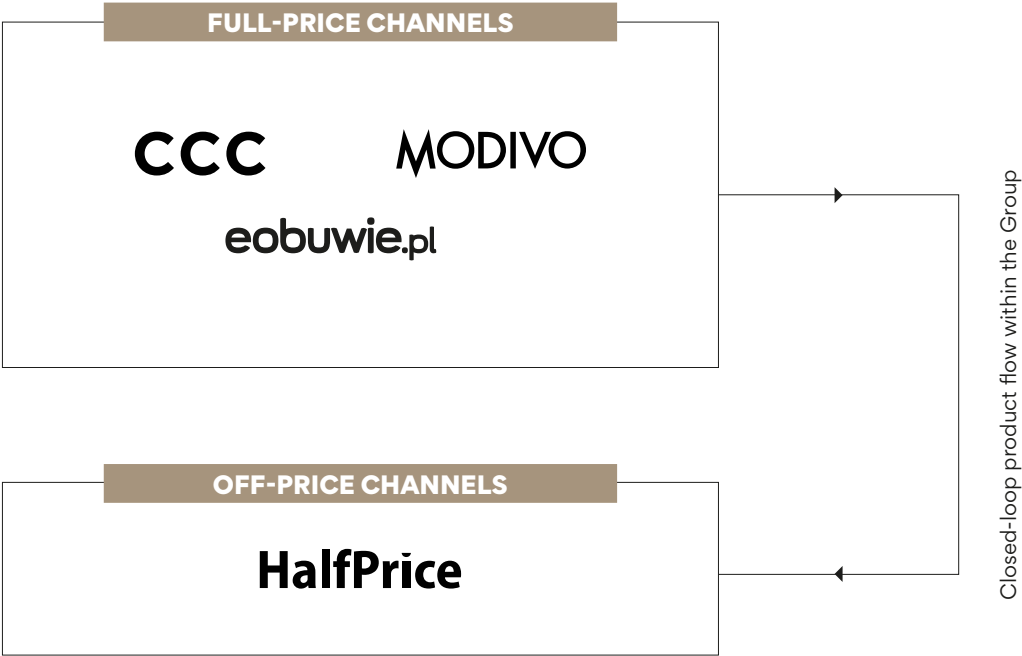 FULL-PRICE CHANNELS
CCC
MODIVO
eobuwie.pl
Closed-loop product flow within the Group
OFF-PRICE CHANNELS
HalfPrice